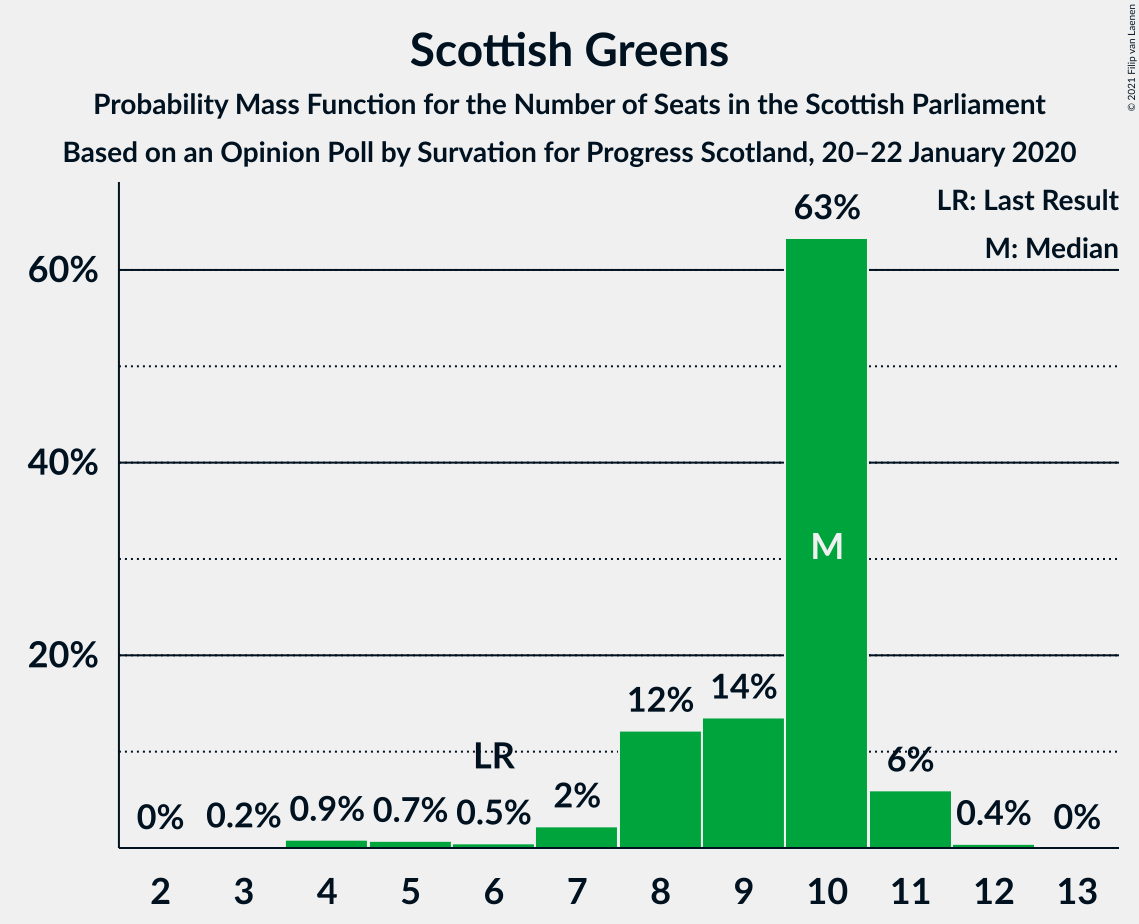 © 2021 Filip van Laenen
Scottish Greens
Probability Mass Function for the Number of Seats in the Scottish Parliament
Based on an Opinion Poll by Survation for Progress Scotland, 20–22 January 2020
LR: Last Result
M: Median
60%
40%
20%
0%
0.2%
0.9%
0.7%
0.5%
LR
2%
12%
14%
63%
M
6%
0.4%
0%
2 3 4 5 6 7 8 9 10 11 12 13